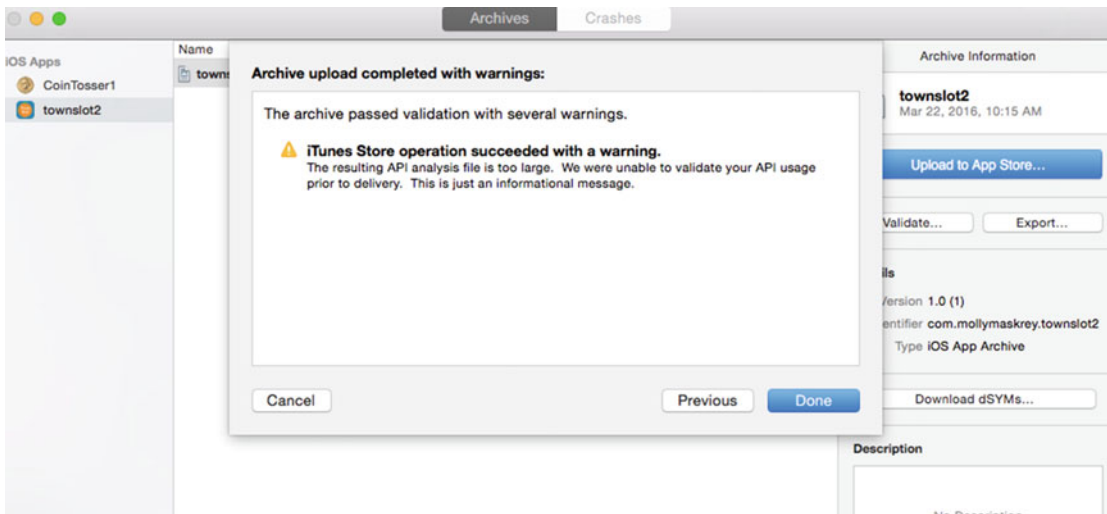 Archives
Crashes
iOS Apps
CoinTosser1
townslot2
Name
towns
Archive upload completed with warnings:
The archive passed validation with several warnings.
iTunes Store operation succeeded with a warning.
The resulting API analysis file is too large. We were unable to validate your API usage
prior to delivery. This is just an informational message.
Cancel
Previous
Done
Archive Information
townslot2
Mar 22, 2016, 10:15 AM
Upload to App Store...
Validate...
Export...
ils
Version 1.0 (1)
entifier com.mollymaskrey.townslot2
Type iOS App Archive
Download dSYMs...
Description
No Description